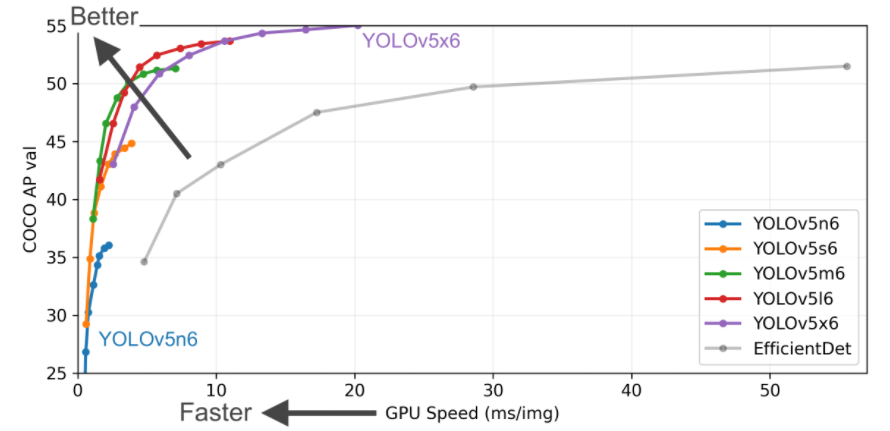 Better
55
50
45
40
35
30
25
COCO AP val
YOLOv5x6
YOLOv5n6
YOLOv5n6
YOLOv5s6
YOLOv5m6
YOLOv5l6
YOLOv5x6
EfficientDet
0 10 20 30 40 50
Faster GPU Speed (ms/img)